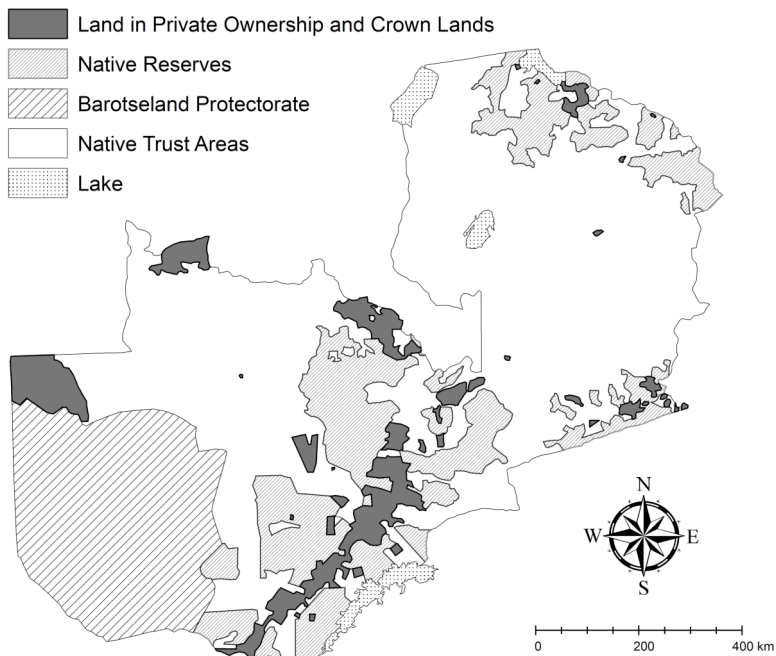 Land in Private Ownership and Crown Lands
Native Reserves
Barotseland Protectorate
Native Trust Areas
Lake
N
W E
S
0 200 400 km